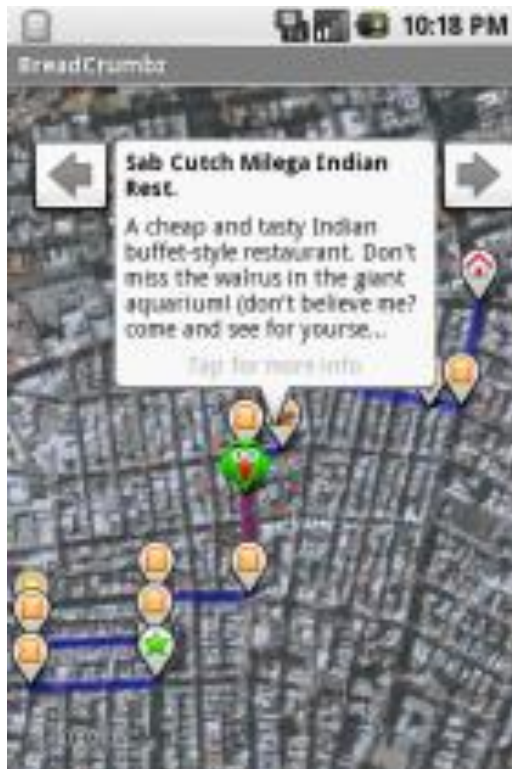 10:18 PM
BreadCrumbz
Sab Cutch Milega Indian
Rest.
A cheap and tasty Indian
buffet-style restaurant. Don't
miss the walrus in the giant
aquarium! (don't believe me?
come and see for yourse...
Tap for more info